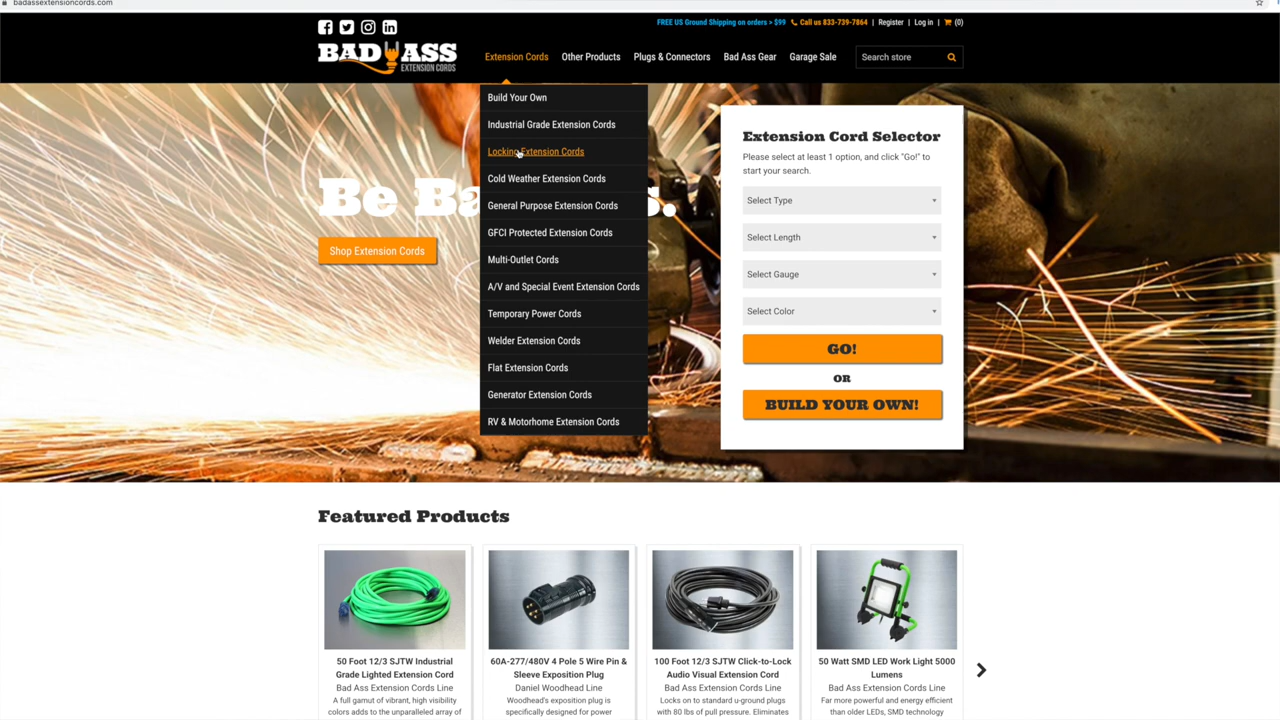 badassextensioncords.com
FREE US Ground Shipping on orders > $99 Call us 833-739-7864 | Register | Log in | (0)
BAD ASS
EXTENSION CORDS
Extension Cords Other Products Plugs & Connectors Bad Ass Gear Garage Sale Search store
Build Your Own
Industrial Grade Extension Cords
Locking Extension Cords
Cold Weather Extension Cords
General Purpose Extension Cords
GFCI Protected Extension Cords
Multi-Outlet Cords
A/V and Special Event Extension Cords
Temporary Power Cords
Welder Extension Cords
Flat Extension Cords
Generator Extension Cords
RV & Motorhome Extension Cords
Be Ba s.
Shop Extension Cords
Extension Cord Selector
Please select at least 1 option, and click "Go!" to
start your search.
Select Type
Select Length
Select Gauge
Select Color
GO!
OR
BUILD YOUR OWN!
Featured Products
50 Foot 12/3 SJTW Industrial
Grade Lighted Extension Cord
Bad Ass Extension Cords Line
A full gamut of vibrant, high visibility
colors adds to the unparalleled array of
60A-277/480V 4 Pole 5 Wire Pin &
Sleeve Exposition Plug
Daniel Woodhead Line
Woodhead's exposition plug is
specifically designed for power
100 Foot 12/3 SJTW Click-to-Lock
Audio Visual Extension Cord
Bad Ass Extension Cords Line
Locks on to standard u-ground plugs
with 80 lbs of pull pressure. Eliminates
50 Watt SMD LED Work Light 5000
Lumens
Bad Ass Extension Cords Line
Far more powerful and energy efficient
than older LEDs, SMD technology